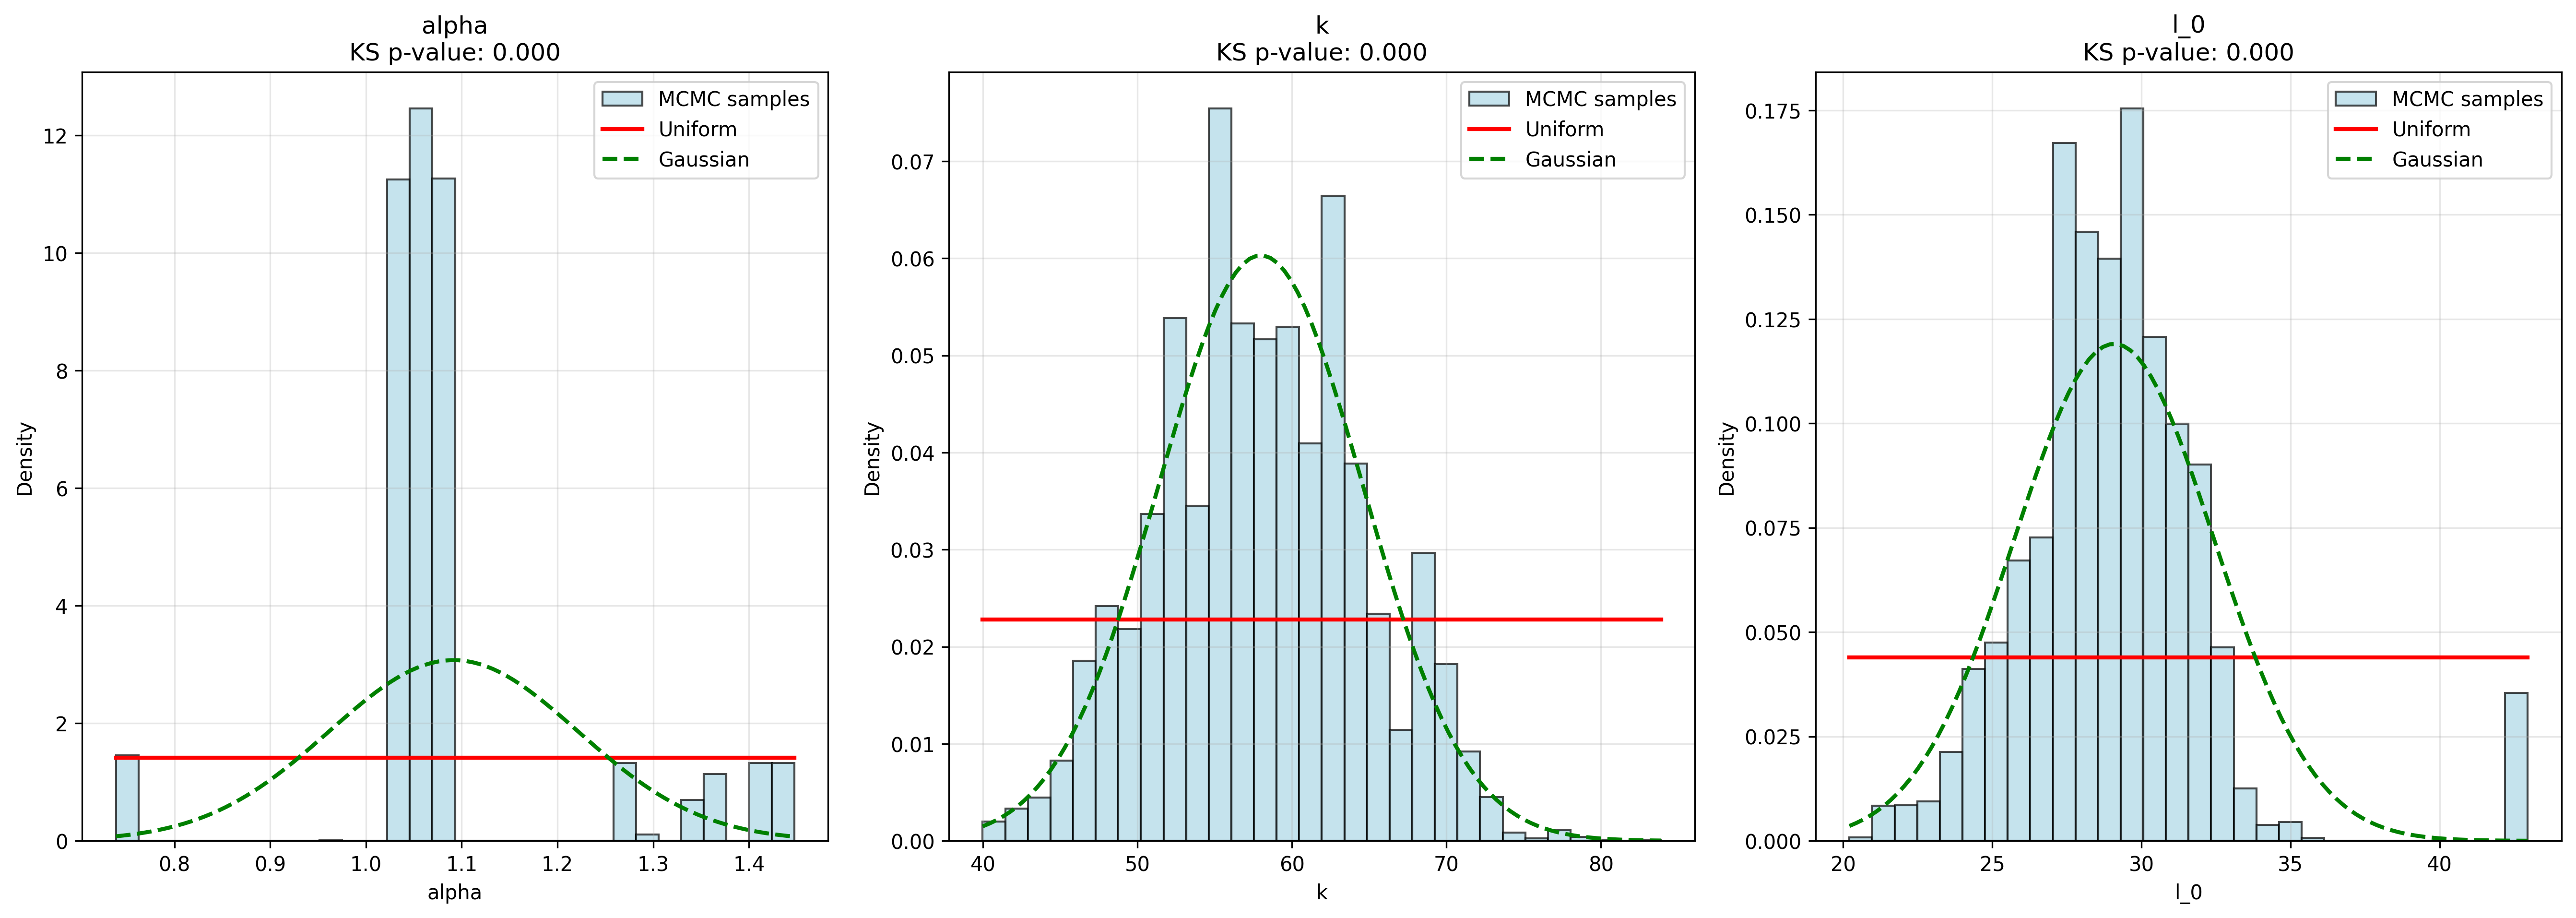 alpha
KS p-value: 0.000
MCMC samples
Uniform
Gaussian
12
10
8
6
4
2
0
Density
0.8
0.9
1.0
1.1
1.2
1.3
1.4
alpha
k
KS p-value: 0.000
MCMC samples
Uniform
Gaussian
0.07
0.06
0.05
0.04
0.03
0.02
0.01
0.00
Density
40
50
60
70
80
k
l_0
KS p-value: 0.000
MCMC samples
Uniform
Gaussian
0.175
0.150
0.125
0.100
0.075
0.050
0.025
0.000
Density
20
25
30
35
40
l_0